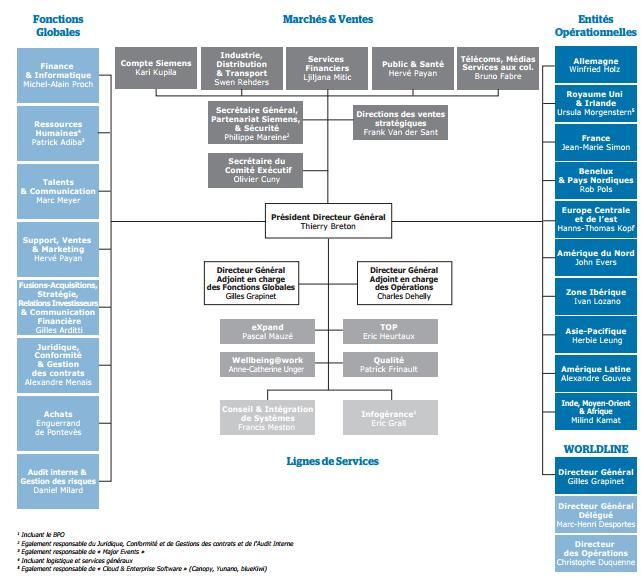 Fonctions
Globales
Marchés & Ventes
Entités
Opérationnelles
Finance
& Informatique
Michel-Alain Proch
Ressources
Humaines⁴
Patrick Adiba³
Talents
& Communication
Marc Meyer
Support, Ventes
& Marketing
Hervé Payan
Fusions-Acquisitions,
Stratégie,
Relations Investisseurs
& Communication
Financière
Gilles Arditti
Juridique,
Conformité
& Gestion
des contrats
Alexandre Menais
Achats
Enguerrand
de Pontevès
Audit interne &
Gestion des risques
Daniel Milard
Compte Siemens
Kari Kupila
Industrie,
Distribution
& Transport
Swen Rehders
Services
Financiers
Ljiljana Mitic
Public & Santé
Hervé Payan
Télécoms, Médias
Services aux col.
Bruno Fabre
Secrétaire Général,
Partenariat Siemens,
& Sécurité
Philippe Mareine²
Directions des ventes
stratégiques
Frank Van der Sant
Secrétaire du
Comité Exécutif
Olivier Cuny
Président Directeur Général
Thierry Breton
Directeur Général
Adjoint en charge
des Fonctions Globales
Gilles Grapinet
Directeur Général
Adjoint en charge
des Opérations
Charles Dehelly
eXpand
Pascal Mauzé
TOP
Eric Heurtaux
Wellbeing@work
Anne-Catherine Unger
Qualité
Patrick Frinault
Conseil & Intégration
de Systèmes
Francis Meston
Infogérance¹
Eric Grall
Lignes de Services
Allemagne
Winfried Holz
Royaume Uni
& Irlande
Ursula Morgenstern⁵
France
Jean-Marie Simon
Benelux
& Pays Nordiques
Rob Pols
Europe Centrale
et de l'est
Hanns-Thomas Kopf
Amérique du Nord
John Evers
Zone Ibérique
Ivan Lozano
Asie-Pacifique
Herbie Leung
Amérique Latine
Alexandre Gouvea
Inde, Moyen-Orient
& Afrique
Milind Kamat
WORLDLINE
Directeur Général
Gilles Grapinet
Directeur Général
Délégué
Marc-Henri Desportes
Directeur
des Opérations
Christophe Duquenne
¹ Incluant le BPO
² Egalement responsable du Juridique, Conformité et de Gestions des contrats et de l'Audit Interne
³ Egalement responsable de « Major Events »
⁴ Incluant logistique et services généraux
⁵ Egalement responsable de « Cloud & Enterprise Software » (Canopy, Yunano, blueKiwi)